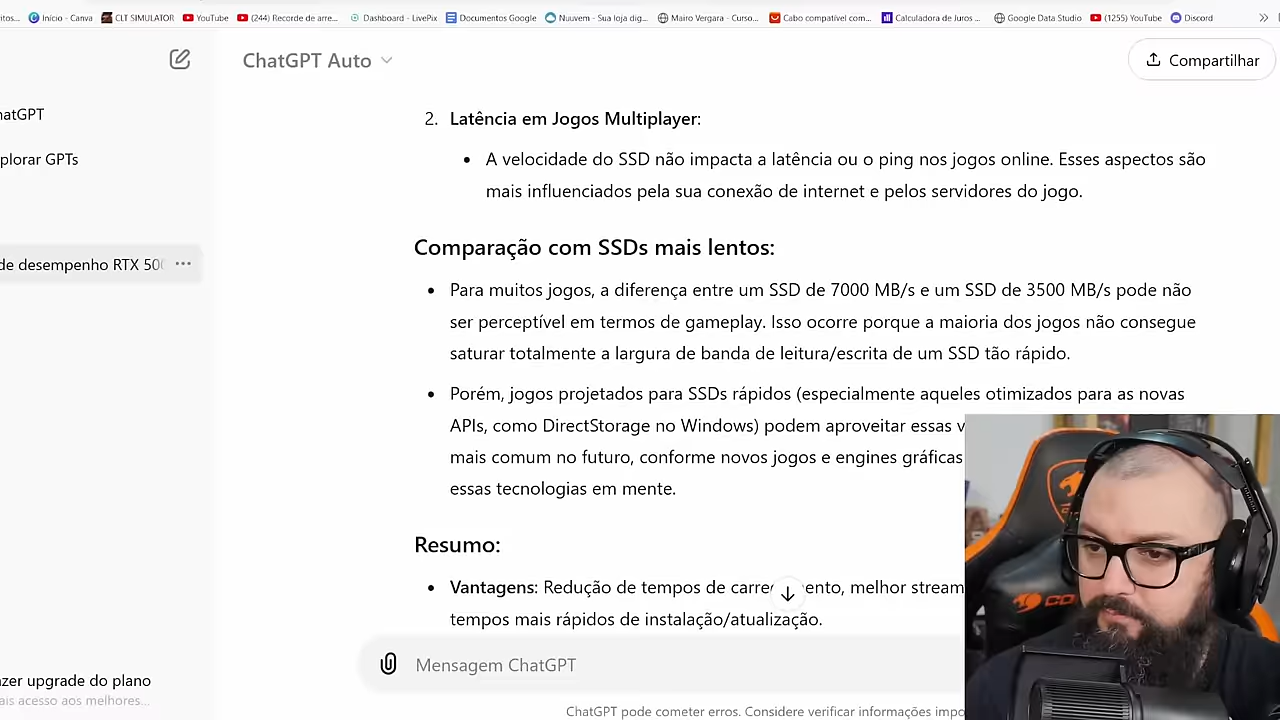 itos... Início - Canva CLT SIMULATOR YouTube (244) Recorde de arre... Dashboard - LivePix Documentos Google Nuuvem - Sua loja dig... Mairo Vergara - Curso... Cabo compatível com... Calculadora de Juros ... Google Data Studio (1255) YouTube Discord
ChatGPT Auto
Compartilhar
hatGPT
plorar GPTs
de desempenho RTX 500
2. Latência em Jogos Multiplayer:
A velocidade do SSD não impacta a latência ou o ping nos jogos online. Esses aspectos são
mais influenciados pela sua conexão de internet e pelos servidores do jogo.
Comparação com SSDs mais lentos:
Para muitos jogos, a diferença entre um SSD de 7000 MB/s e um SSD de 3500 MB/s pode não
ser perceptível em termos de gameplay. Isso ocorre porque a maioria dos jogos não consegue
saturar totalmente a largura de banda de leitura/escrita de um SSD tão rápido.
Porém, jogos projetados para SSDs rápidos (especialmente aqueles otimizados para as novas
APIs, como DirectStorage no Windows) podem aproveitar essas v
mais comum no futuro, conforme novos jogos e engines gráficas
essas tecnologias em mente.
Resumo:
Vantagens: Redução de tempos de carre ento, melhor stream
tempos mais rápidos de instalação/atualização.
Mensagem ChatGPT
azer upgrade do plano
ais acesso aos melhores...
ChatGPT pode cometer erros. Considere verificar informações impo